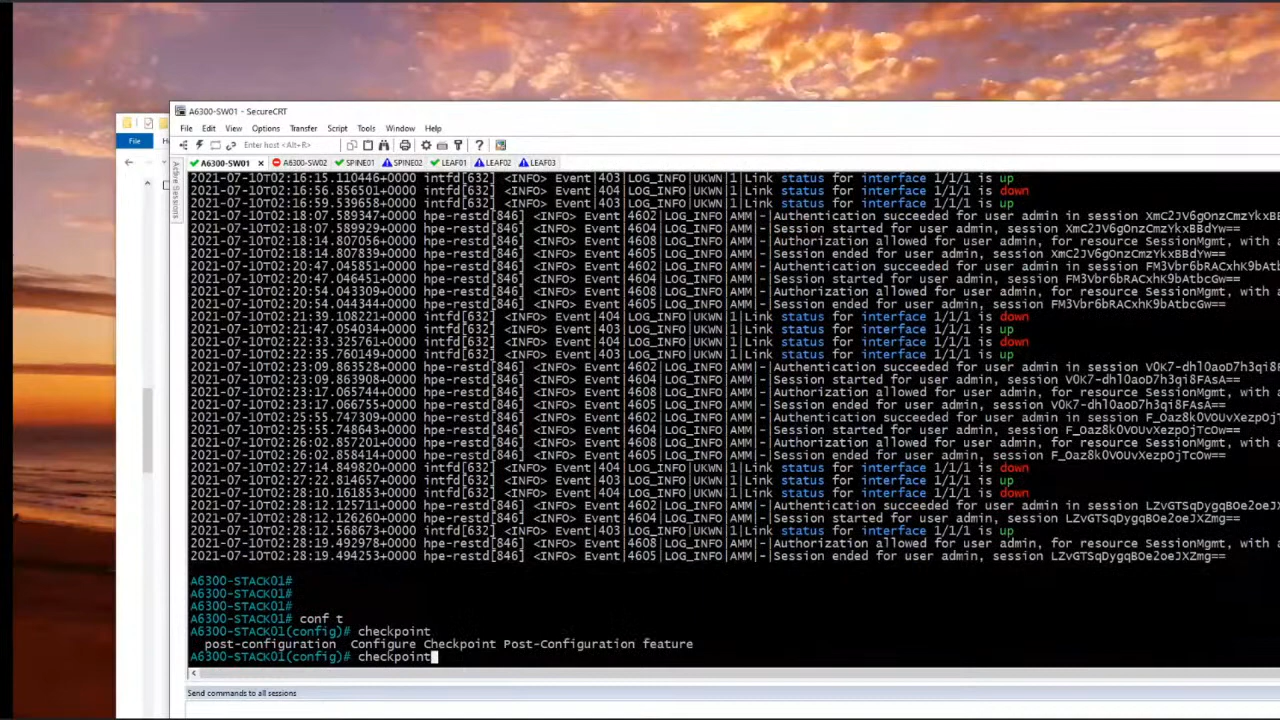 A6300-SW01 - SecureCRT
File Edit View Options Transfer Script Tools Window Help
File
Enter host <Alt+R>
A6300-SW01 A6300-SW02 SPINE01 SPINE02 LEAF01 LEAF02 LEAF03
Active Sessions
+0000 intfd[632] <INFO> Event|403|LOG_INFO|UKWN|1|Link status for interface 1/1/1 is up
+0000 intfd[632] <INFO> Event|404|LOG_INFO|UKWN|1|Link status for interface 1/1/1 is down
+0000 intfd[632] <INFO> Event|403|LOG_INFO|UKWN|1|Link status for interface 1/1/1 is up
2021-07-10T02:18:07.582347+0000 hpe-restd[846] <INFO> Event|4602|LOG_INFO|AMM|-|Authentication succeeded for user admin in session
2021-07-10T02:18:07.589929+0000 hpe-restd[846] <INFO> Event|4604|LOG_INFO|AMM|-|Session started for user admin, session
2021-07-10T02:18:14.807056+0000 hpe-restd[846] <INFO> Event|4608|LOG_INFO|AMM|-|Authorization allowed for user admin, for resource SessionMgmt, with a
2021-07-10T02:18:14.807839+0000 hpe-restd[846] <INFO> Event|4605|LOG_INFO|AMM|-|Session ended for user admin, session
2021-07-10T02:20:47.045851+0000 hpe-restd[846] <INFO> Event|4602|LOG_INFO|AMM|-|Authentication succeeded for user admin in session
2021-07-10T02:20:47.046451+0000 hpe-restd[846] <INFO> Event|4604|LOG_INFO|AMM|-|Session started for user admin, session
2021-07-10T02:20:54.043309+0000 hpe-restd[846] <INFO> Event|4608|LOG_INFO|AMM|-|Authorization allowed for user admin, for resource SessionMgmt, with a
2021-07-10T02:20:54.044344+0000 hpe-restd[846] <INFO> Event|4605|LOG_INFO|AMM|-|Session ended for user admin, session
2021-07-10T02:21:39.108221+0000 intfd[632] <INFO> Event|404|LOG_INFO|UKWN|1|Link status for interface 1/1/1 is down
2021-07-10T02:21:49.054034+0000 intfd[632] <INFO> Event|403|LOG_INFO|UKWN|1|Link status for interface 1/1/1 is up
2021-07-10T02:22:33.325761+0000 intfd[632] <INFO> Event|404|LOG_INFO|UKWN|1|Link status for interface 1/1/1 is down
2021-07-10T02:22:53.760149+0000 intfd[632] <INFO> Event|403|LOG_INFO|UKWN|1|Link status for interface 1/1/1 is up
2021-07-10T02:23:09.863528+0000 hpe-restd[846] <INFO> Event|4602|LOG_INFO|AMM|-|Authentication succeeded for user admin in session
2021-07-10T02:23:09.863908+0000 hpe-restd[846] <INFO> Event|4604|LOG_INFO|AMM|-|Session started for user admin, session
2021-07-10T02:23:17.066744+0000 hpe-restd[846] <INFO> Event|4608|LOG_INFO|AMM|-|Authorization allowed for user admin, for resource SessionMgmt, with a
2021-07-10T02:23:17.066755+0000 hpe-restd[846] <INFO> Event|4605|LOG_INFO|AMM|-|Session ended for user admin, session
2021-07-10T02:25:55.747309+0000 hpe-restd[846] <INFO> Event|4602|LOG_INFO|AMM|-|Authentication succeeded for user admin in session
2021-07-10T02:25:55.748643+0000 hpe-restd[846] <INFO> Event|4604|LOG_INFO|AMM|-|Session started for user admin, session
2021-07-10T02:26:02.857201+0000 hpe-restd[846] <INFO> Event|4608|LOG_INFO|AMM|-|Authorization allowed for user admin, for resource SessionMgmt, with a
2021-07-10T02:26:02.858414+0000 hpe-restd[846] <INFO> Event|4605|LOG_INFO|AMM|-|Session ended for user admin, session
2021-07-10T02:27:14.849820+0000 intfd[632] <INFO> Event|404|LOG_INFO|UKWN|1|Link status for interface 1/1/1 is down
2021-07-10T02:27:22.814677+0000 intfd[632] <INFO> Event|403|LOG_INFO|UKWN|1|Link status for interface 1/1/1 is up
2021-07-10T02:27:52.161853+0000 intfd[632] <INFO> Event|404|LOG_INFO|UKWN|1|Link status for interface 1/1/1 is down
2021-07-10T02:28:12.125711+0000 hpe-restd[846] <INFO> Event|4602|LOG_INFO|AMM|-|Authentication succeeded for user admin in session
2021-07-10T02:28:12.126260+0000 hpe-restd[846] <INFO> Event|4604|LOG_INFO|AMM|-|Session started for user admin, session
2021-07-10T02:28:12.568673+0000 intfd[632] <INFO> Event|403|LOG_INFO|UKWN|1|Link status for interface 1/1/1 is up
2021-07-10T02:28:19.492978+0000 hpe-restd[846] <INFO> Event|4608|LOG_INFO|AMM|-|Authorization allowed for user admin, for resource SessionMgmt, with a
2021-07-10T02:28:19.494253+0000 hpe-restd[846] <INFO> Event|4605|LOG_INFO|AMM|-|Session ended for user admin, session
A6300-STACK01#
A6300-STACK01#
A6300-STACK01#
A6300-STACK01# conf t
A6300-STACK01(config)# checkpoint
post-configuration Configure Checkpoint Post-Configuration feature
A6300-STACK01(config)# checkpoint
Send commands to all sessions